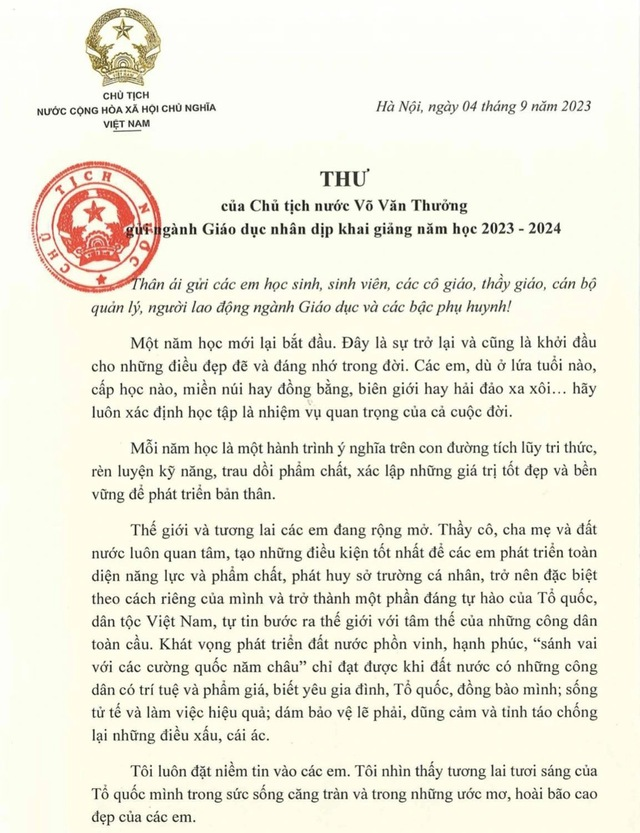 CHỦ TỊCH
NƯỚC CỘNG HÒA XÃ HỘI CHỦ NGHĨA
VIỆT NAM
Hà Nội, ngày 04 tháng 9 năm 2023
CHỦ TỊCH NƯỚC
THƯ
của Chủ tịch nước Võ Văn Thưởng
gửi ngành Giáo dục nhân dịp khai giảng năm học 2023 - 2024
Thân ái gửi các em học sinh, sinh viên, các cô giáo, thầy giáo, cán bộ
quản lý, người lao động ngành Giáo dục và các bậc phụ huynh!
Một năm học mới lại bắt đầu. Đây là sự trở lại và cũng là khởi đầu
cho những điều đẹp đẽ và đáng nhớ trong đời. Các em, dù ở lứa tuổi nào,
cấp học nào, miền núi hay đồng bằng, biên giới hay hải đảo xa xôi… hãy
luôn xác định học tập là nhiệm vụ quan trọng của cả cuộc đời.
Mỗi năm học là một hành trình ý nghĩa trên con đường tích lũy tri thức,
rèn luyện kỹ năng, trau dồi phẩm chất, xác lập những giá trị tốt đẹp và bền
vững để phát triển bản thân.
Thế giới và tương lai các em đang rộng mở. Thầy cô, cha mẹ và đất
nước luôn quan tâm, tạo những điều kiện tốt nhất để các em phát triển toàn
diện năng lực và phẩm chất, phát huy sở trường cá nhân, trở nên đặc biệt
theo cách riêng của mình và trở thành một phần đáng tự hào của Tổ quốc,
dân tộc Việt Nam, tự tin bước ra thế giới với tâm thế của những công dân
toàn cầu. Khát vọng phát triển đất nước phồn vinh, hạnh phúc, “sánh vai
với các cường quốc năm châu” chỉ đạt được khi đất nước có những công
dân có trí tuệ và phẩm giá, biết yêu gia đình, Tổ quốc, đồng bào mình; sống
tử tế và làm việc hiệu quả; dám bảo vệ lẽ phải, dũng cảm và tỉnh táo chống
lại những điều xấu, cái ác.
Tôi luôn đặt niềm tin vào các em. Tôi nhìn thấy tương lai tươi sáng của
Tổ quốc mình trong sức sống căng tràn và trong những ước mơ, hoài bão cao
đẹp của các em.